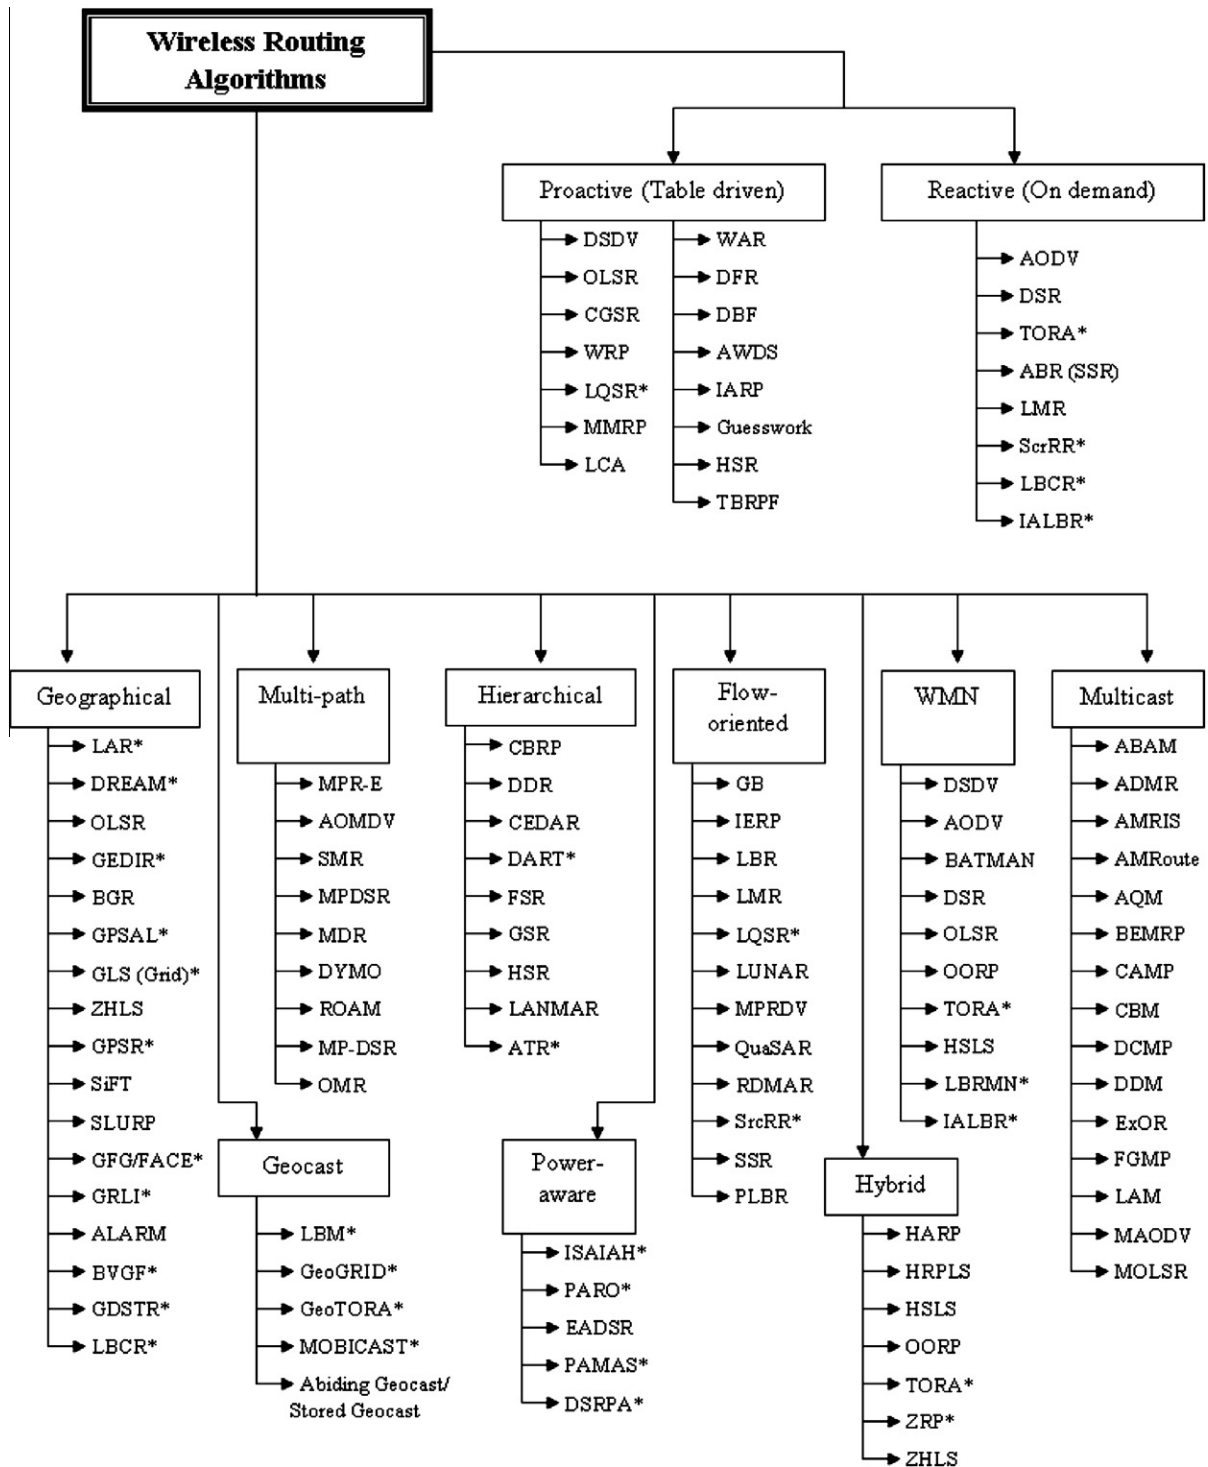 Wireless Routing
Algorithms
Proactive (Table driven)
DSDV
OLSR
CGSR
WRP
LQSR*
MMRP
LCA
WAR
DFR
DBF
AWDS
IARP
Guesswork
HSR
TBRPF
Reactive (On demand)
AODV
DSR
TORA*
ABR (SSR)
LMR
ScrRR*
LBCR*
IALBR*
Geographical
LAR*
DREAM*
OLSR
GEDIR*
BGR
GPSAL*
GLS (Grid)*
ZHLS
GPSR*
SiFT
SLURP
GFG/FACE*
GRLI*
ALARM
BVGF*
GDSTR*
LBCR*
Multi-path
MPR-E
AOMDV
SMR
MPDSR
MDR
DYMO
ROAM
MP-DSR
OMR
Geocast
LBM*
GeoGRID*
GeoTORA*
MOBICAST*
Abiding Geocast/
Stored Geocast
Hierarchical
CBRP
DDR
CEDAR
DART*
FSR
GSR
HSR
LANMAR
ATR*
Power-
aware
ISAIAH*
PARO*
EADSR
PAMAS*
DSRPA*
Flow-
oriented
GB
IERP
LBR
LMR
LQSR*
LUNAR
MPRDV
QuaSAR
RDMAR
SrcRR*
SSR
PLBR
WMN
DSDV
AODV
BATMAN
DSR
OLSR
OORP
TORA*
HSLS
LBRMN*
IALBR*
Hybrid
HARP
HRPLS
HSLS
OORP
TORA*
ZRP*
ZHLS
Multicast
ABAM
ADMR
AMRIS
AMRoute
AQM
BEMRP
CAMP
CBM
DCMP
DDM
ExOR
FGMP
LAM
MAODV
MOLSR